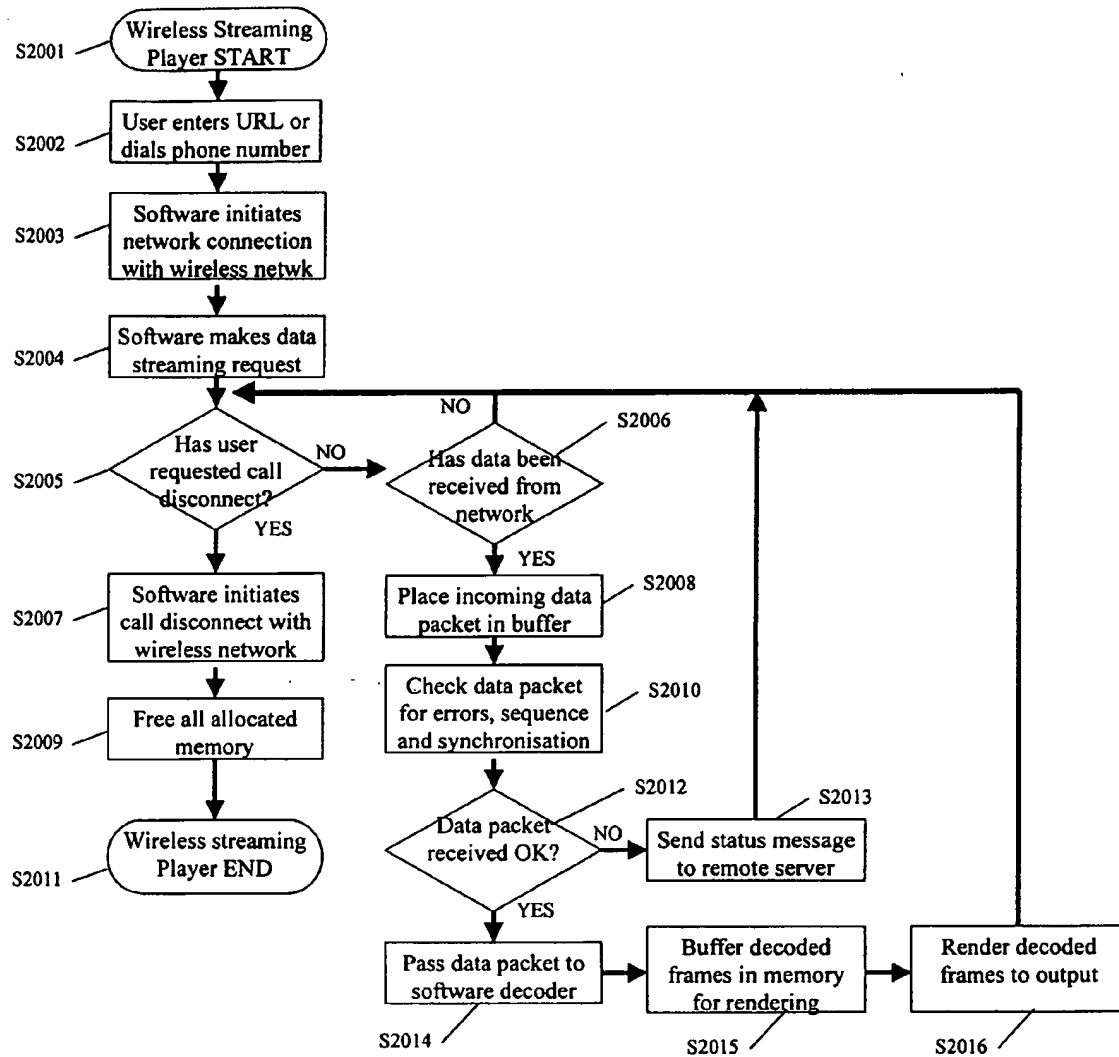 Wireless Streaming
Player START
S2001
User enters URL or
dials phone number
S2002
Software initiates
network connection
with wireless netwk
S2003
Software makes data
streaming request
S2004
Has user
requested call
disconnect?
S2005
NO
YES
NO
S2006
Has data been
received from
network
YES
Software initiates
call disconnect with
wireless network
S2007
Place incoming data
packet in buffer
S2008
Free all allocated
memory
S2009
Check data packet
for errors, sequence
and synchronisation
S2010
Wireless streaming
Player END
S2011
Data packet
received OK?
S2012
NO
YES
Send status message
to remote server
S2013
Pass data packet to
software decoder
S2014
Buffer decoded
frames in memory
for rendering
S2015
Render decoded
frames to output
S2016